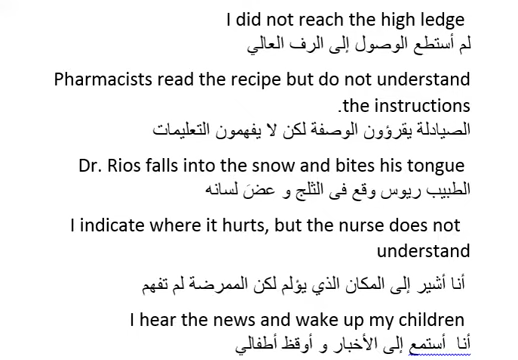 I did not reach the high ledge
لم أستطع الوصول إلى الرف العالي
Pharmacists read the recipe but do not understand
the instructions.
الصيادلة يقرؤون الوصفة لكن لا يفهمون التعليمات
Dr. Rios falls into the snow and bites his tongue
الطبيب ريوس وقع فى الثلج و عضَ لسانه
I indicate where it hurts, but the nurse does not
understand
أنا أشير إلى المكان الذي يؤلم لكن الممرضة لم تفهم
I hear the news and wake up my children
أنا أستمع إلى الأخبار و أوقظ أطفالي